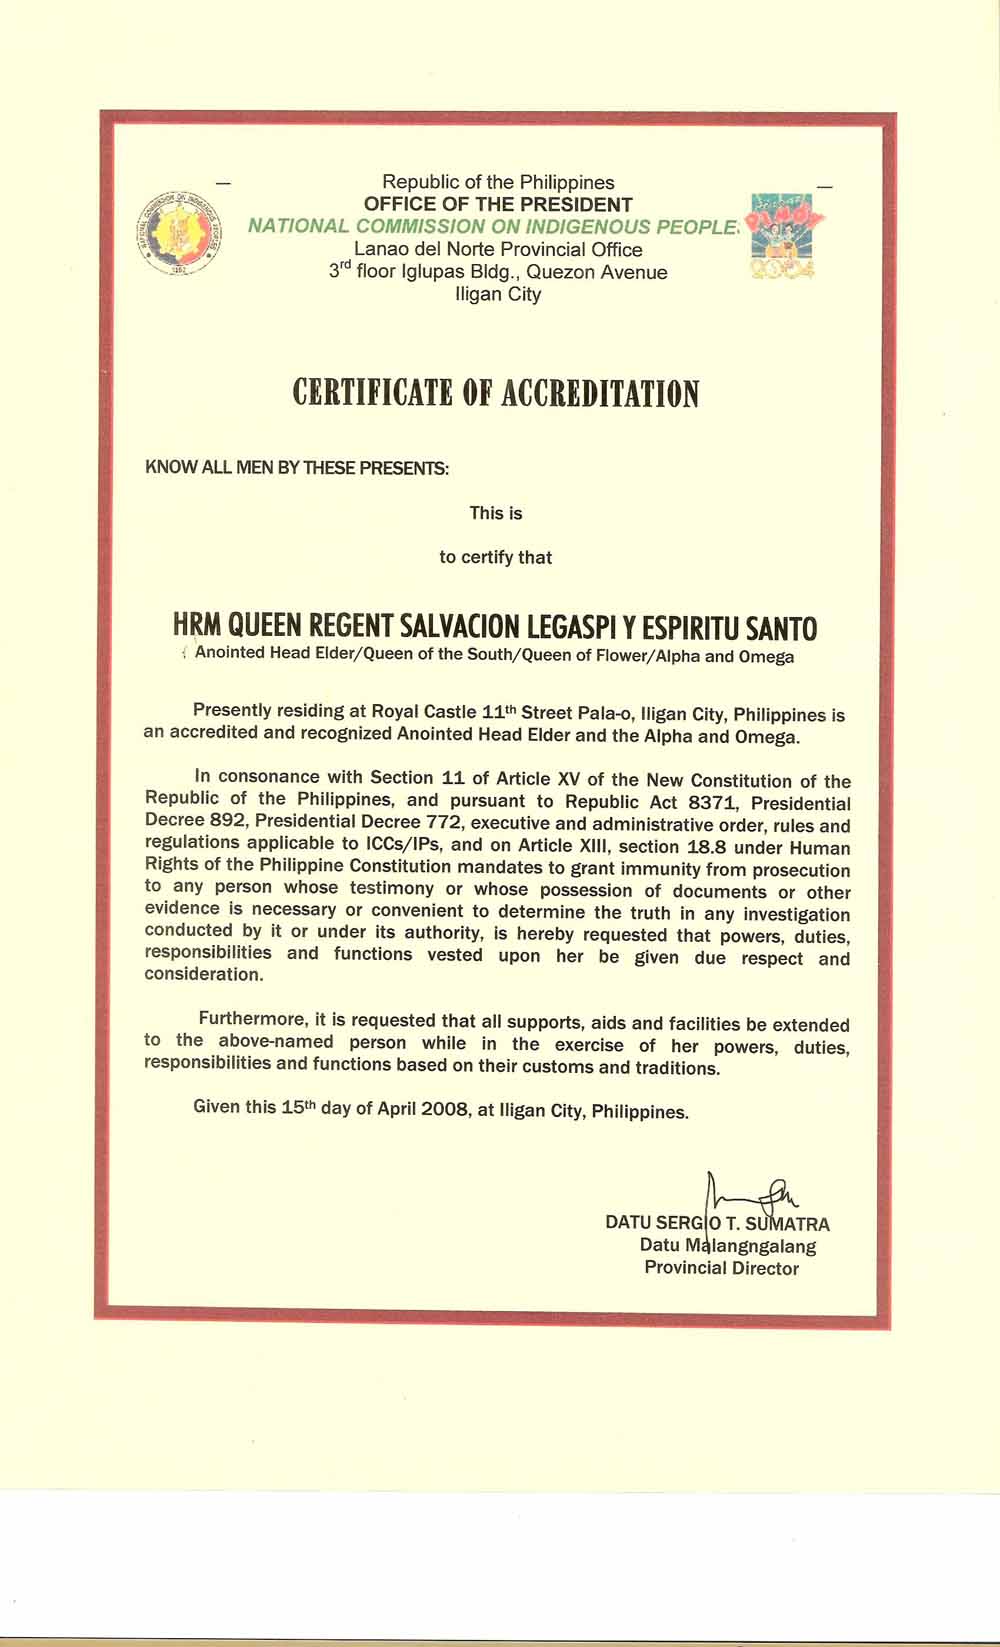 Republic of the Philippines
OFFICE OF THE PRESIDENT
NATIONAL COMMISSION ON INDIGENOUS PEOPLE
Lanao del Norte Provincial Office
3rd floor Iglupas Bldg., Quezon Avenue
Iligan City
NATIONAL COMMISSION ON INDIGENOUS PEOPLES
PINOY
CERTIFICATE OF ACCREDITATION
KNOW ALL MEN BY THESE PRESENTS:
This is
to certify that
HRM QUEEN REGENT SALVACION LEGASPI Y ESPIRITU SANTO
Anointed Head Elder/Queen of the South/Queen of Flower/Alpha and Omega
Presently residing at Royal Castle 11th Street Pala-o, Iligan City, Philippines is
an accredited and recognized Anointed Head Elder and the Alpha and Omega.
In consonance with Section 11 of Article XV of the New Constitution of the
Republic of the Philippines, and pursuant to Republic Act 8371, Presidential
Decree 892, Presidential Decree 772, executive and administrative order, rules and
regulations applicable to ICCs/IPs, and on Article XIII, section 18.8 under Human
Rights of the Philippine Constitution mandates to grant immunity from prosecution
to any person whose testimony or whose possession of documents or other
evidence is necessary or convenient to determine the truth in any investigation
conducted by it or under its authority, is hereby requested that powers, duties,
responsibilities and functions vested upon her be given due respect and
consideration.
Furthermore, it is requested that all supports, aids and facilities be extended
to the above-named person while in the exercise of her powers, duties,
responsibilities and functions based on their customs and traditions.
Given this 15th day of April 2008, at Iligan City, Philippines.
DATU SERGIO T. SUMATRA
Datu Malangngalang
Provincial Director